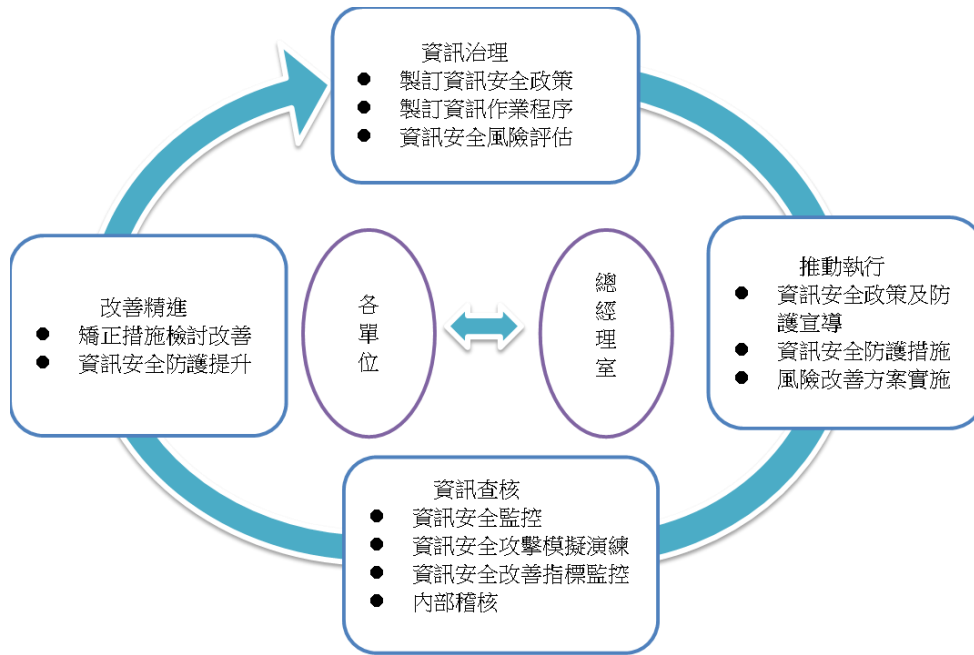 資訊治理
● 製訂資訊安全政策
● 製訂資訊作業程序
● 資訊安全風險評估
推動執行
● 資訊安全政策及防
護宣導
● 資訊安全防護措施
● 風險改善方案實施
資訊查核
● 資訊安全監控
● 資訊安全攻擊模擬演練
● 資訊安全改善指標監控
● 內部稽核
改善精進
● 矯正措施檢討改善
● 資訊安全防護提升
各
單
位
總
經
理
室